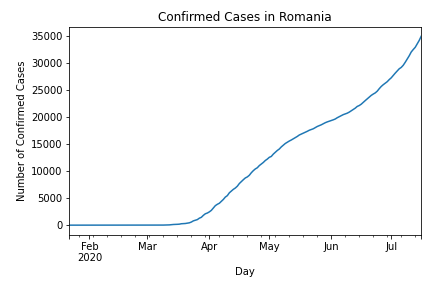 Confirmed Cases in Romania
Number of Confirmed Cases
35000
30000
25000
20000
15000
10000
5000
0
Feb Mar Apr May Jun Jul
2020
Day